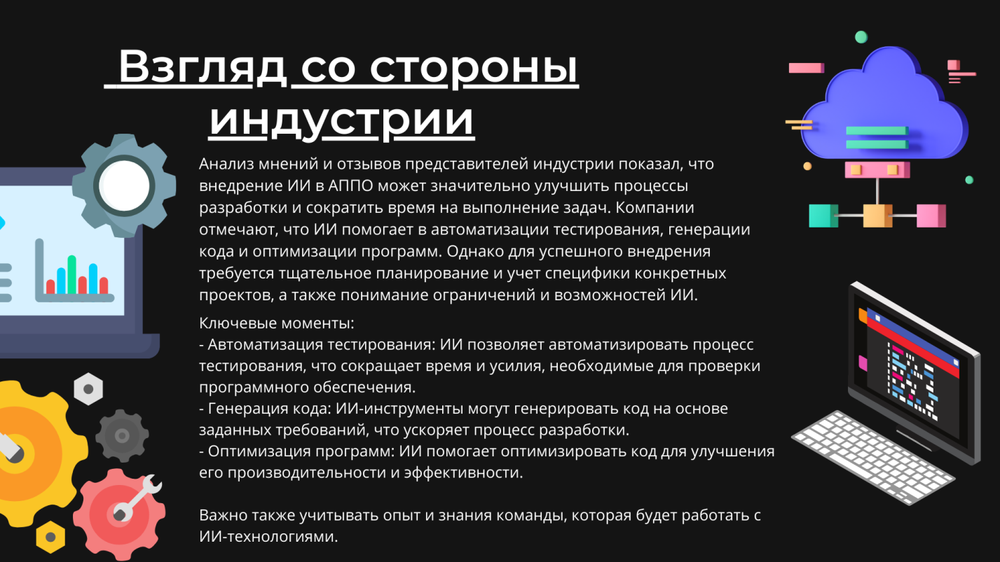 Взгляд со стороны
индустрии
Анализ мнений и отзывов представителей индустрии показал, что
внедрение ИИ в АППО может значительно улучшить процессы
разработки и сократить время на выполнение задач. Компании
отмечают, что ИИ помогает в автоматизации тестирования, генерации
кода и оптимизации программ. Однако для успешного внедрения
требуется тщательное планирование и учет специфики конкретных
проектов, а также понимание ограничений и возможностей ИИ.
Ключевые моменты:
- Автоматизация тестирования: ИИ позволяет автоматизировать процесс
тестирования, что сокращает время и усилия, необходимые для проверки
программного обеспечения.
- Генерация кода: ИИ-инструменты могут генерировать код на основе
заданных требований, что ускоряет процесс разработки.
- Оптимизация программ: ИИ помогает оптимизировать код для улучшения
его производительности и эффективности.
Важно также учитывать опыт и знания команды, которая будет работать с
ИИ-технологиями.